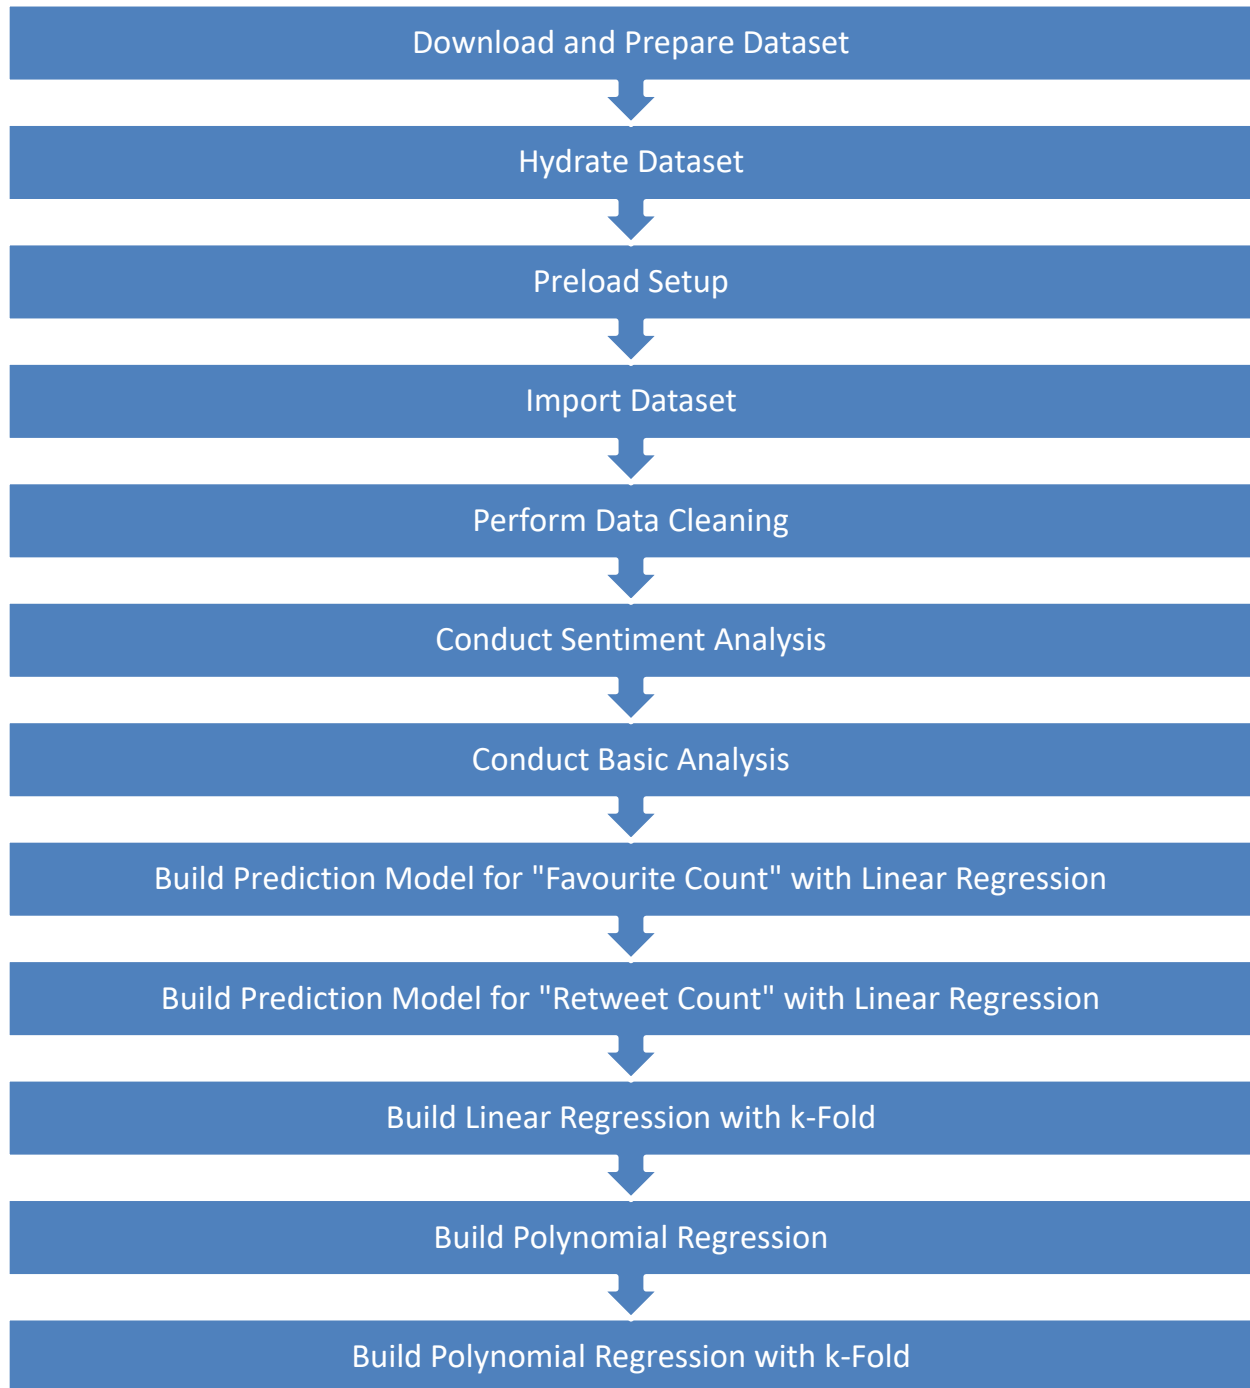 Download and Prepare Dataset
Hydrate Dataset
Preload Setup
Import Dataset
Perform Data Cleaning
Conduct Sentiment Analysis
Conduct Basic Analysis
Build Prediction Model for "Favourite Count" with Linear Regression
Build Prediction Model for "Retweet Count" with Linear Regression
Build Linear Regression with k-Fold
Build Polynomial Regression
Build Polynomial Regression with k-Fold